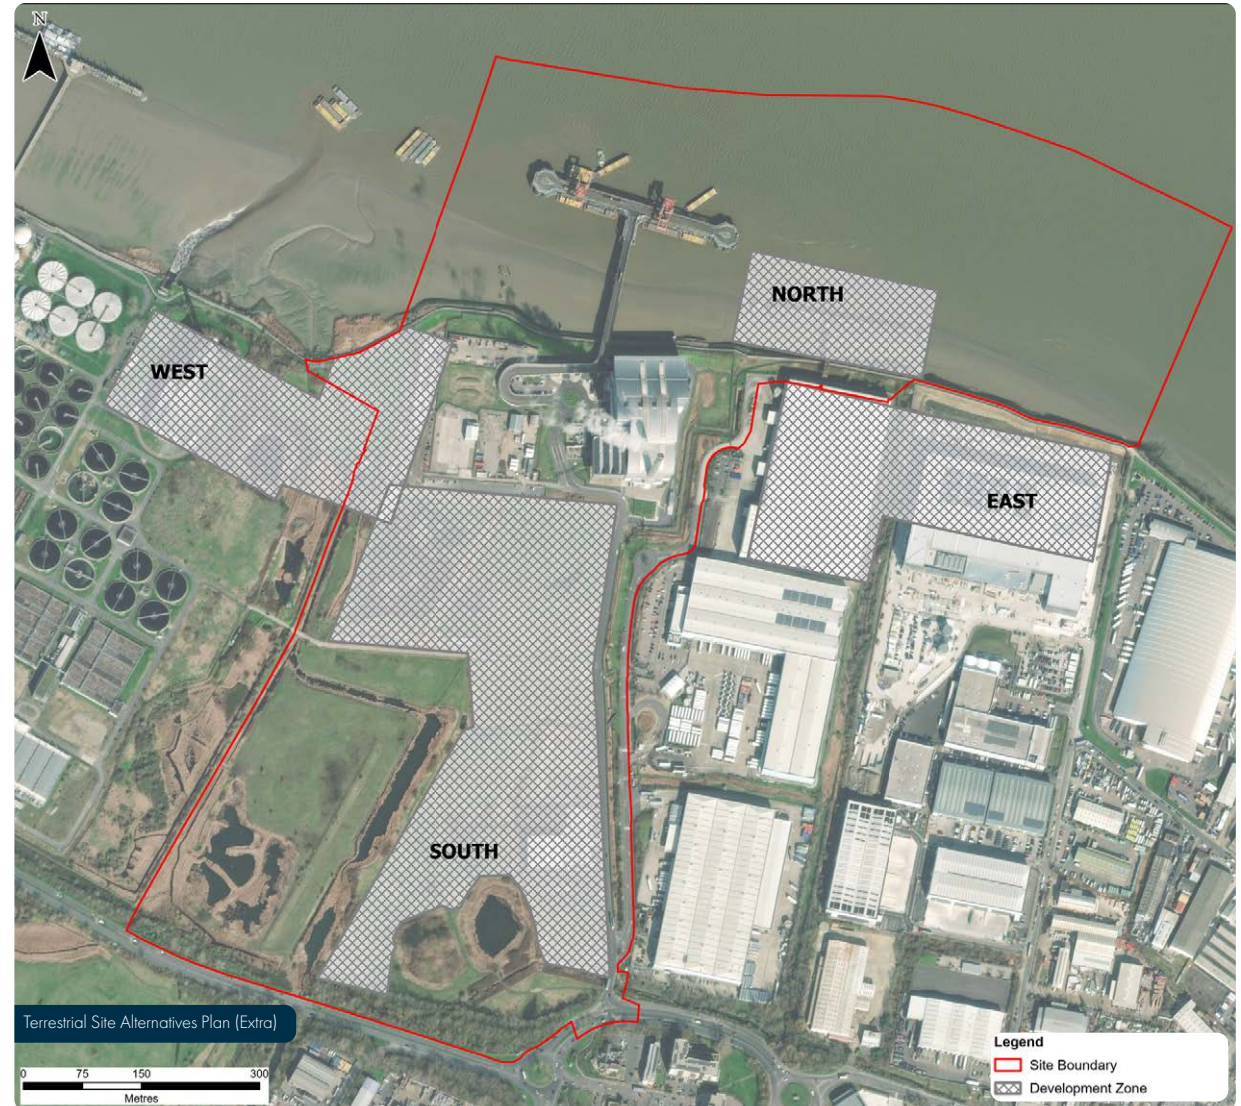 N
NORTH
WEST
EAST
SOUTH
Terrestrial Site Alternatives Plan (Extra)
0 75 150 300
Metres
Legend
Site Boundary
Development Zone